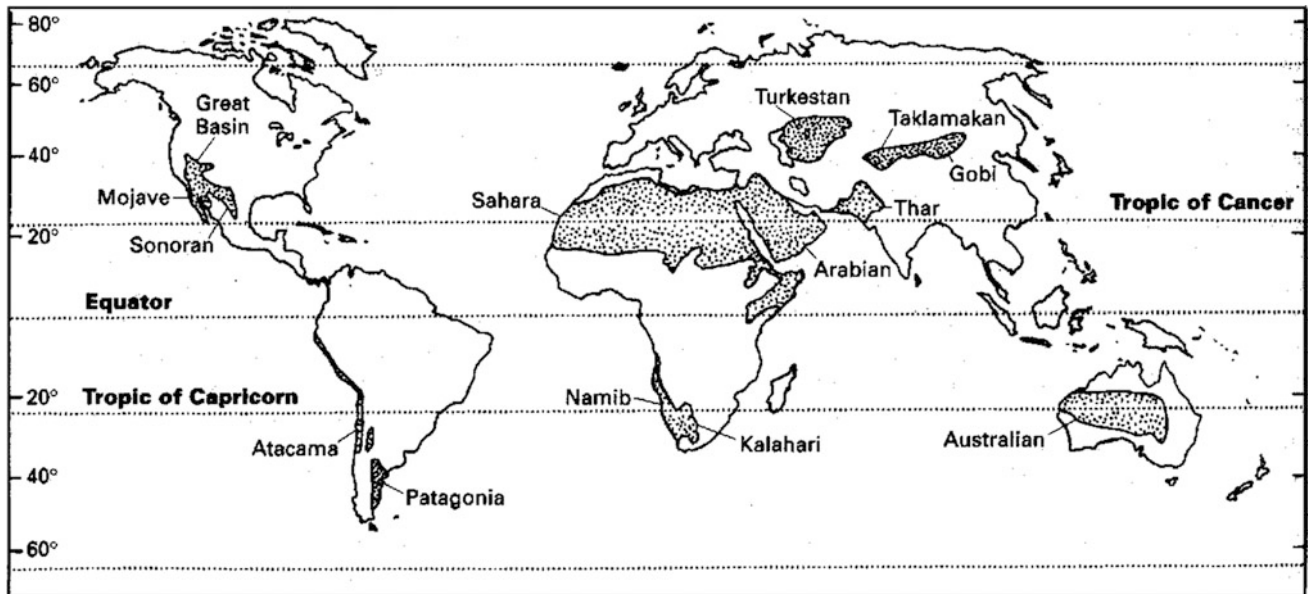 80°
60°
40°
20°
20°
40°
60°
Great
Basin
Mojave
Sonoran
Turkestan
Taklamakan
Gobi
Sahara
Thar
Tropic of Cancer
Arabian
Equator
Tropic of Capricorn
Namib
Atacama
Kalahari
Australian
Patagonia